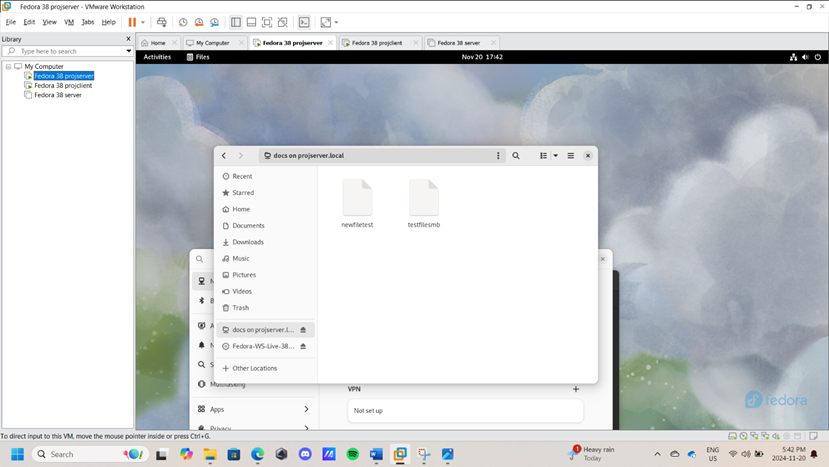 Fedora 38 projserver - VMware Workstation
File Edit View VM Tabs Help
Library
Type here to search
My Computer
Fedora 38 projserver
Fedora 38 projclient
Fedora 38 server
Home
My Computer
Fedora 38 projserver
Fedora 38 projclient
Fedora 38 server
Activities
Files
Nov 20 17:42
docs on projserver.local
Recent
Starred
Home
Documents
Downloads
Music
Pictures
Videos
Trash
docs on projserver.l...
Fedora-WS-Live-38...
Other Locations
newfiletest
testfilesmb
Multitasking
Apps
Privacy
VPN
Not set up
fedora
To direct input to this VM, move the mouse pointer inside or press Ctrl+G.
Search
Heavy rain
Today
ENG
US
5:42 PM
2024-11-20